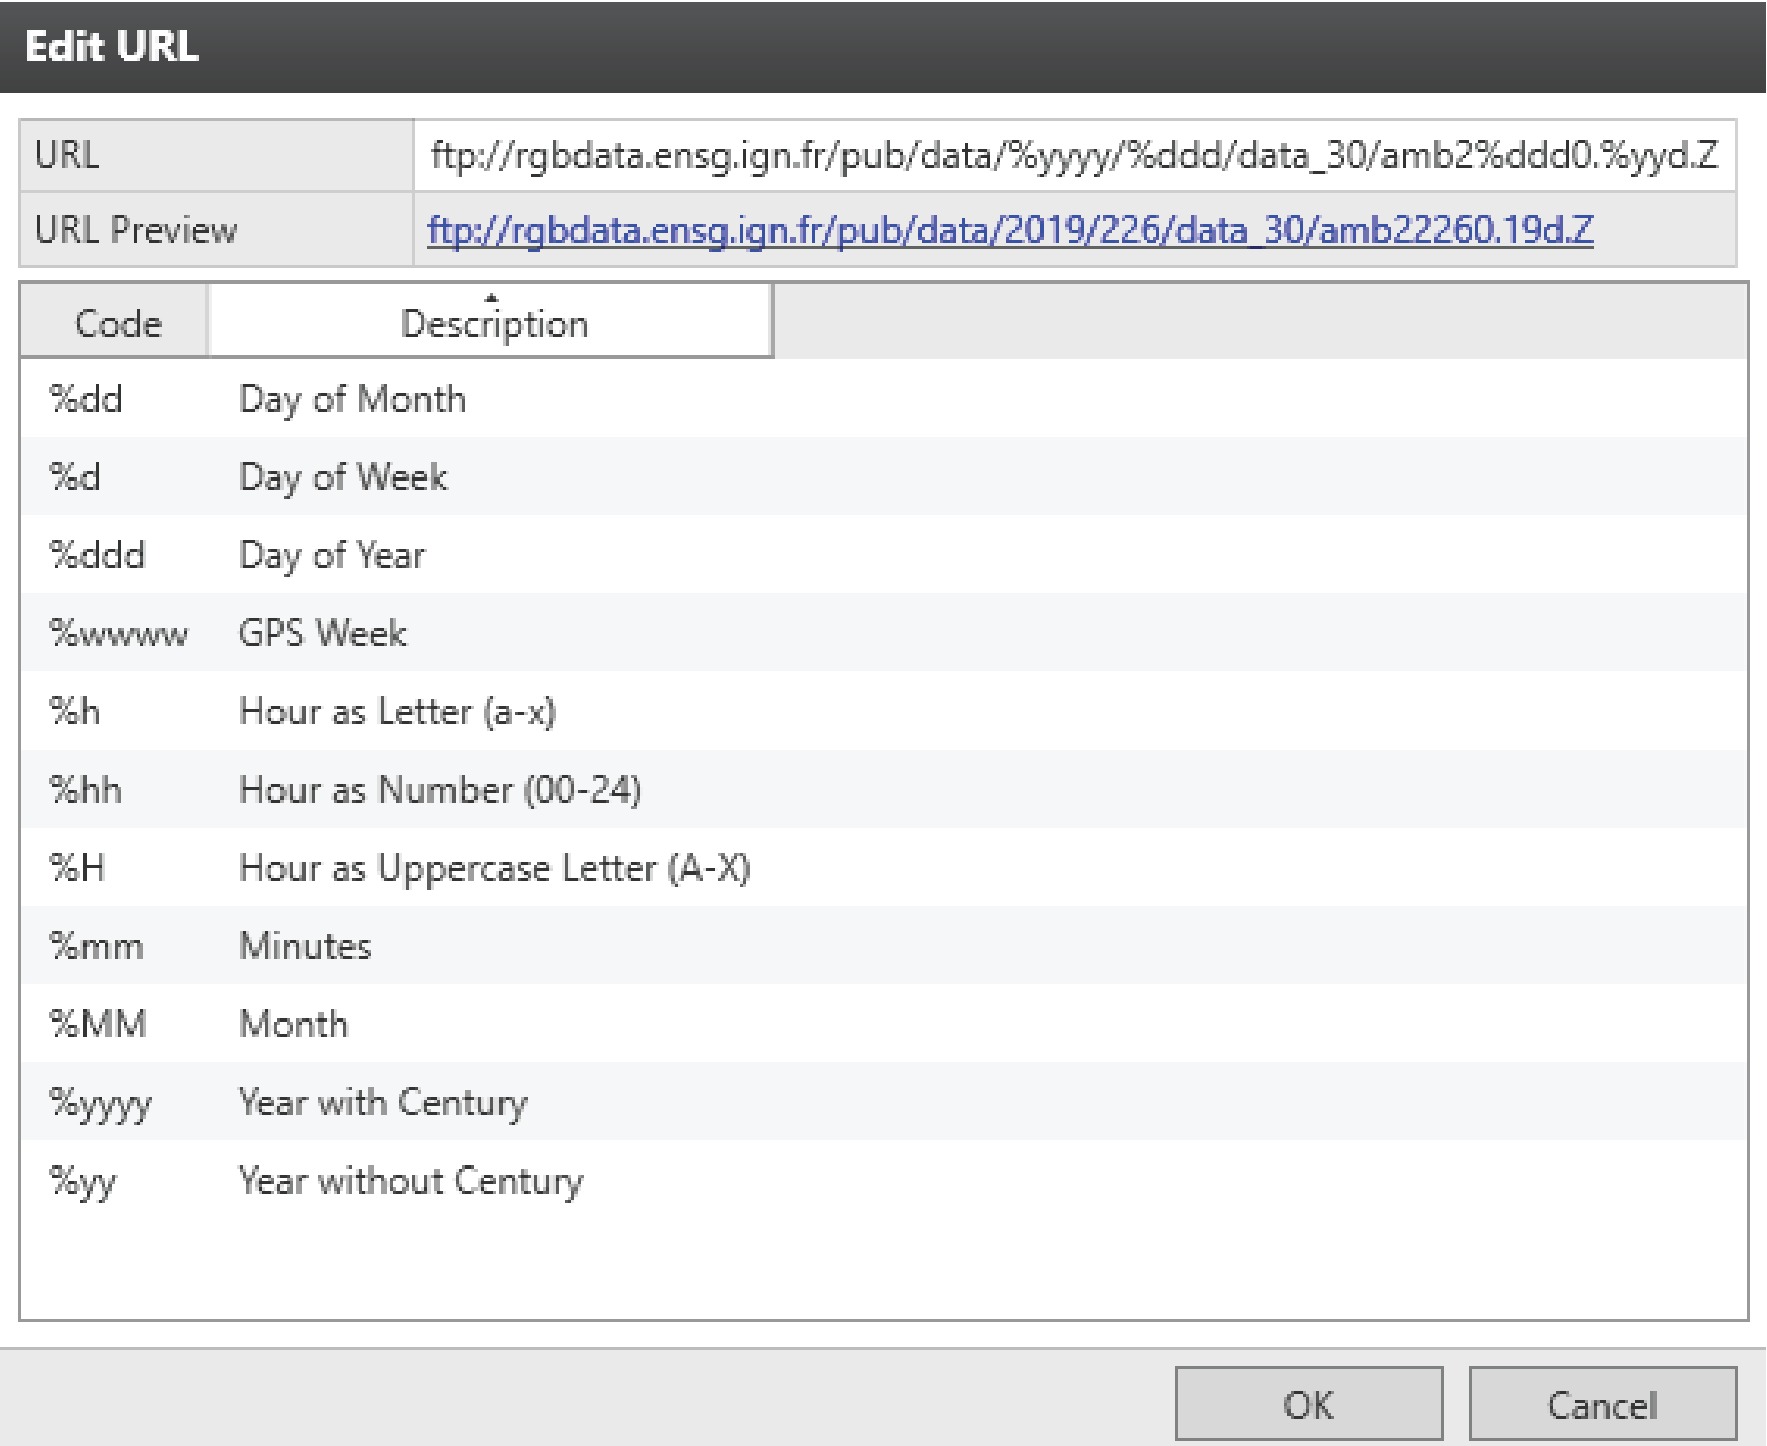 Edit URL
URL ftp://rgbdata.ensg.ign.fr/pub/data/%yyyy/%ddd/data_30/amb2%ddd0.%yyd.Z
URL Preview ftp://rgbdata.ensg.ign.fr/pub/data/2019/226/data_30/amb22260.19d.Z
Code Description
%dd Day of Month
%d Day of Week
%ddd Day of Year
%wwww GPS Week
%h Hour as Letter (a-x)
%hh Hour as Number (00-24)
%H Hour as Uppercase Letter (A-X)
%mm Minutes
%MM Month
%yyyy Year with Century
%yy Year without Century
OK Cancel